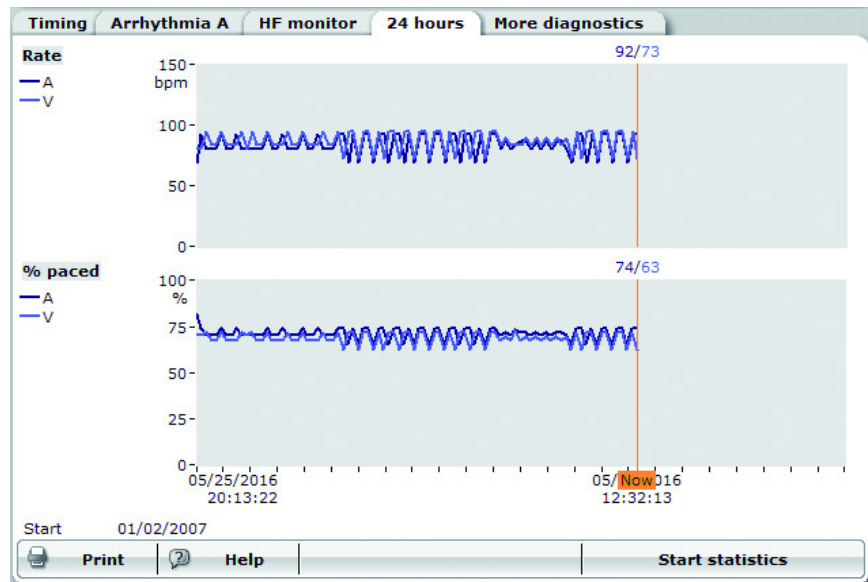 Timing Arrhythmia A HF monitor 24 hours More diagnostics
Rate
A
V
92/73
150
bpm
100
50
0
% paced
A
V
74/63
100
%
75
50
25
0
05/25/2016
20:13:22
05/ Now 016
12:32:13
Start 01/02/2007
Print Help Start statistics